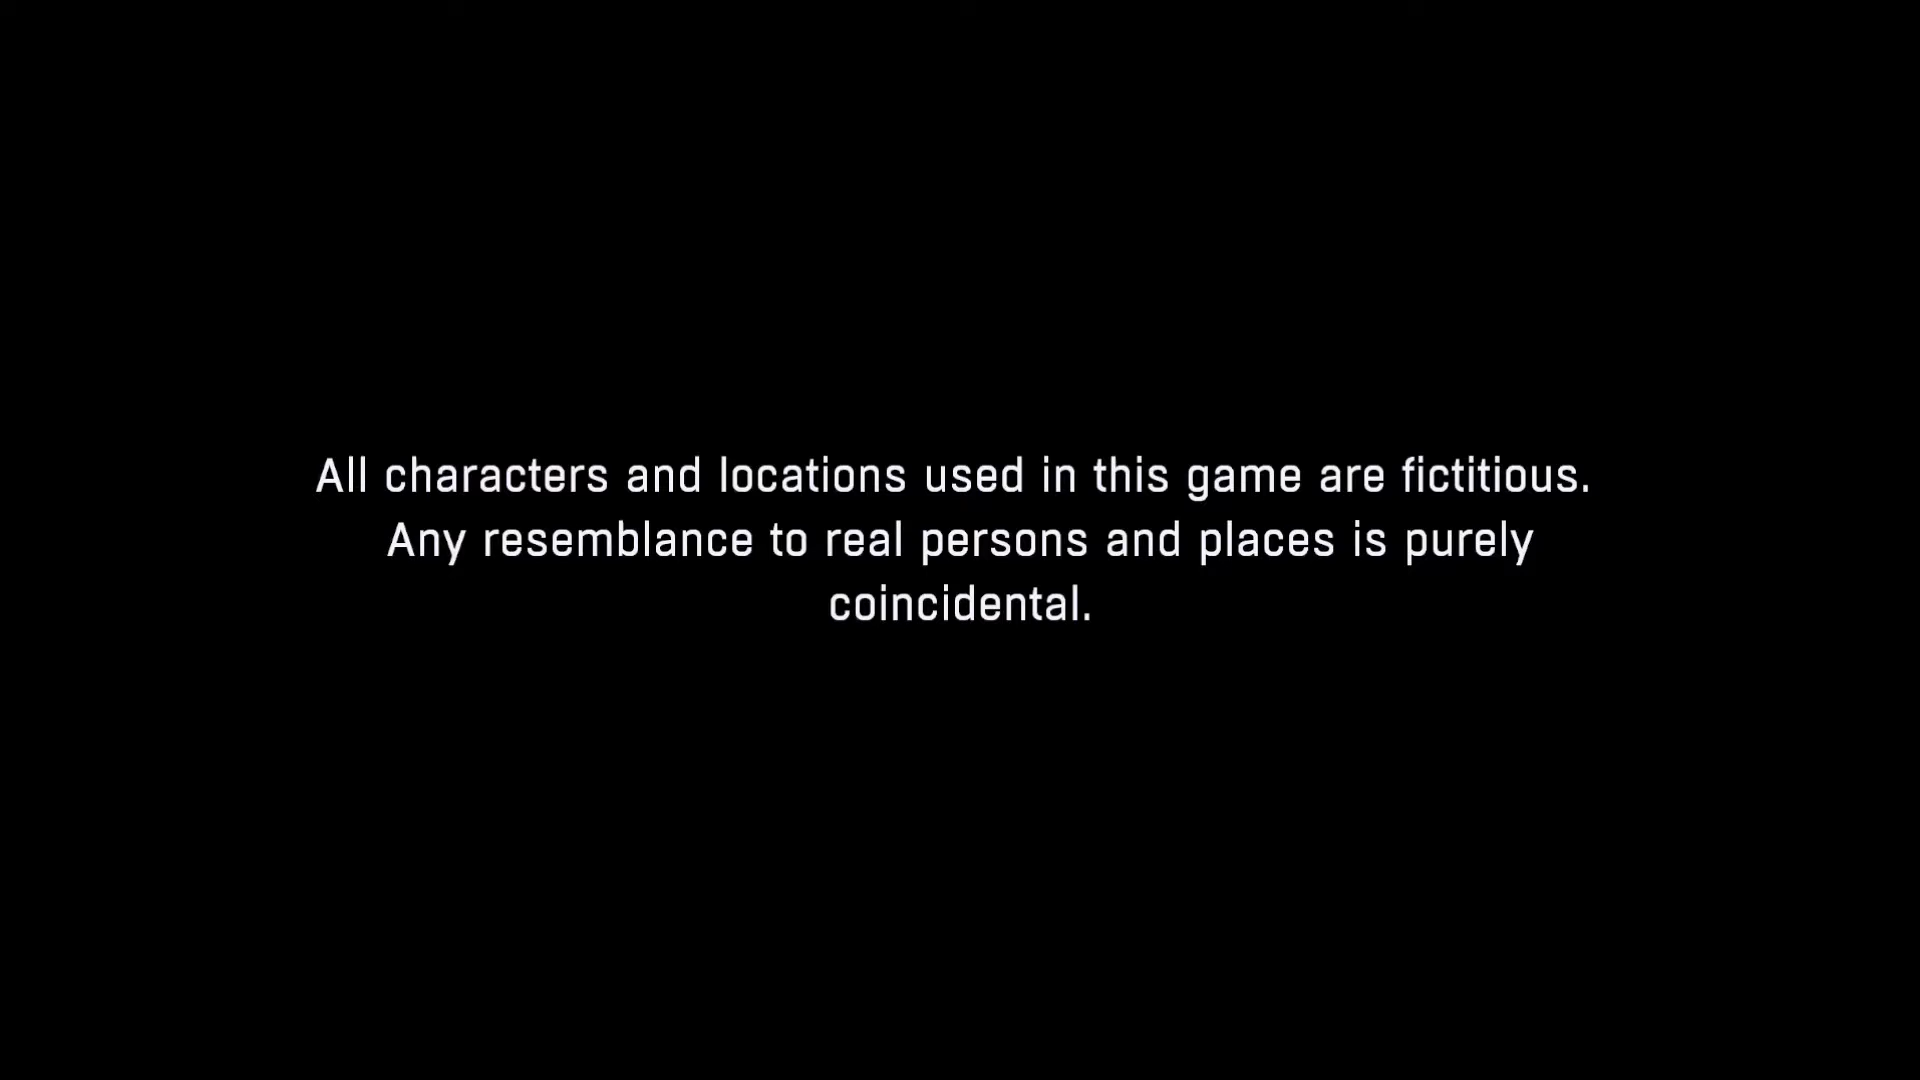 All characters and locations used in this game are fictitious.
Any resemblance to real persons and places is purely
coincidental.